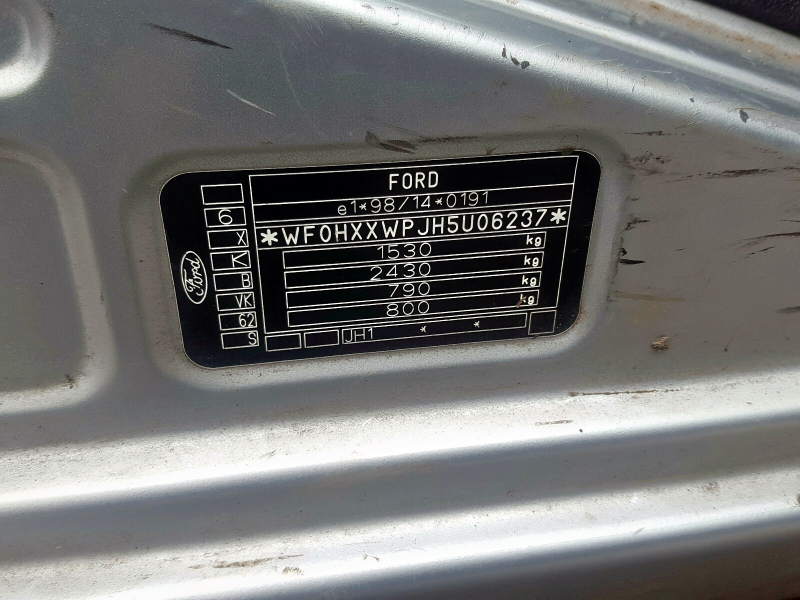 FORD
e1*98/14*0191
*WF0HXXWPJH5U06237*
1530 kg
2430 kg
790 kg
800 kg
JH1 * *
6
X
K
B
VK
62
S
Ford